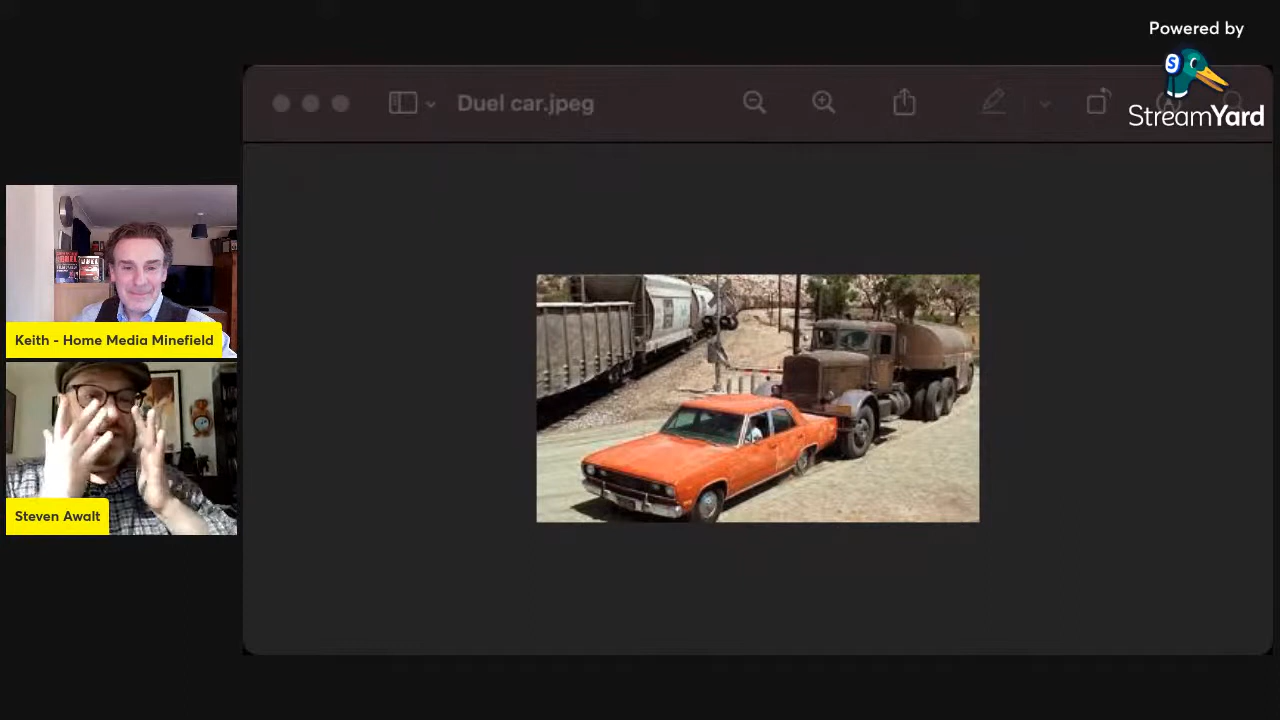 Powered by
StreamYard
Duel car.jpeg
Keith - Home Media Minefield
Steven Awalt